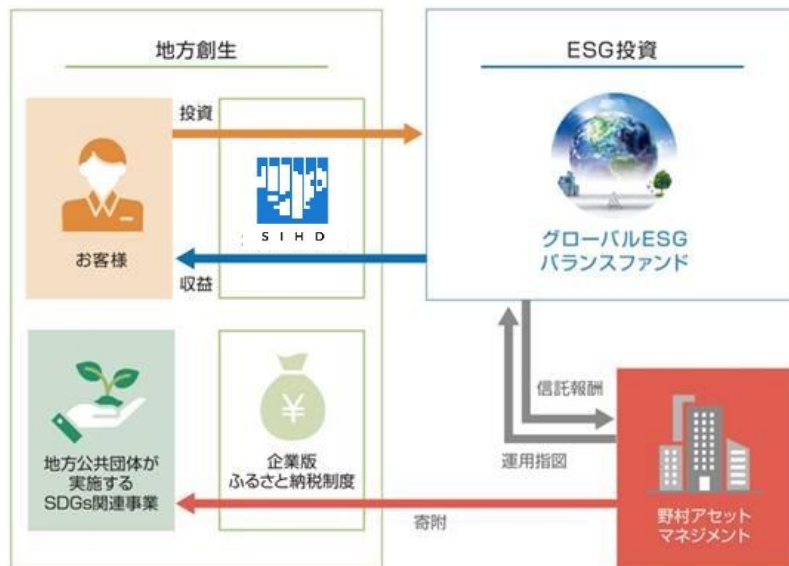 地方創生
ESG投資
投資
SIHD
お客様
収益
グローバルESG
バランスファンド
信託報酬
運用指図
地方公共団体が
実施する
SDGs関連事業
¥
企業版
ふるさと納税制度
寄附
野村アセット
マネジメント